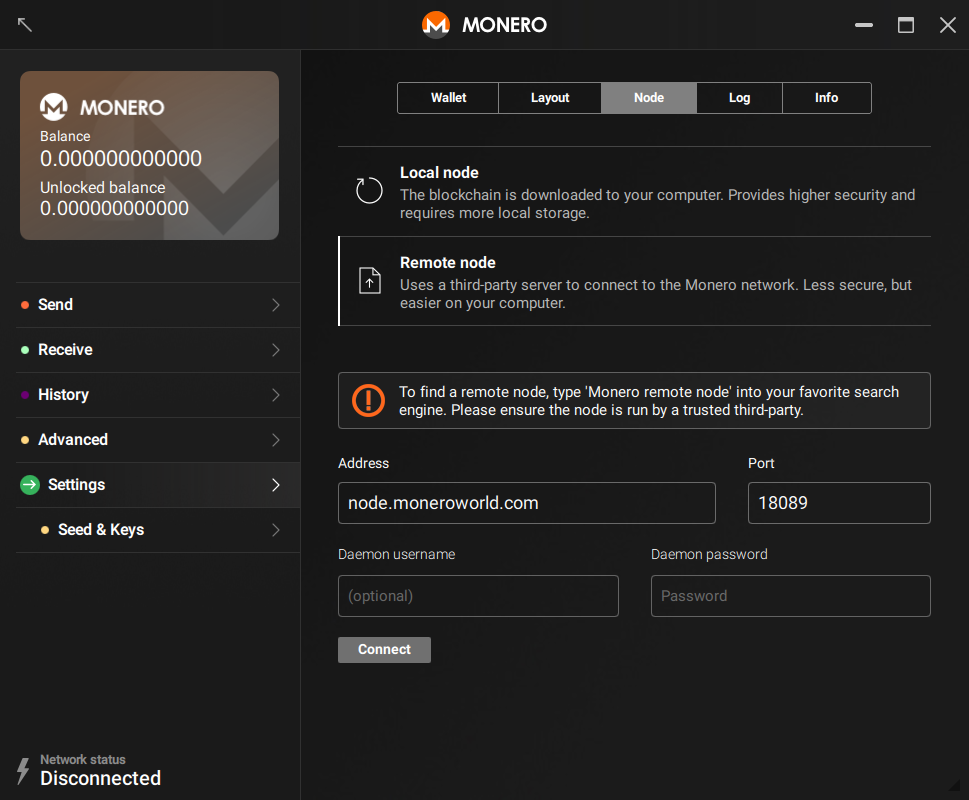 MONERO
MONERO
Balance
0.000000000000
Unlocked balance
0.000000000000
Send
Receive
History
Advanced
Settings
Seed & Keys
Network status
Disconnected
Wallet
Layout
Node
Log
Info
Local node
The blockchain is downloaded to your computer. Provides higher security and
requires more local storage.
Remote node
Uses a third-party server to connect to the Monero network. Less secure, but
easier on your computer.
To find a remote node, type 'Monero remote node' into your favorite search
engine. Please ensure the node is run by a trusted third-party.
Address
Port
node.moneroworld.com
18089
Daemon username
Daemon password
(optional)
Password
Connect